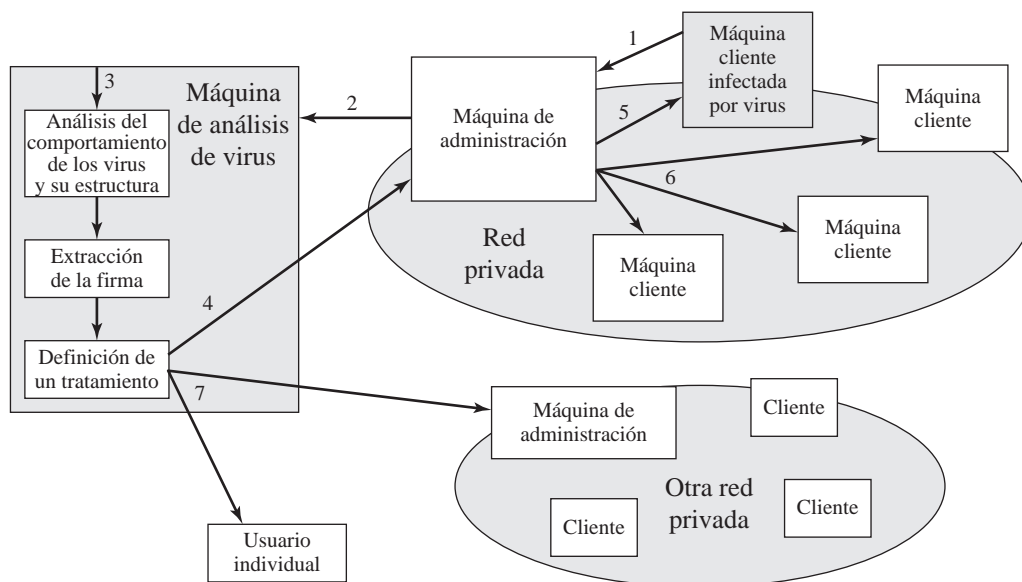 1
Máquina
cliente
infectada
por virus
3
Máquina
de análisis
de virus
2
Máquina de
administración
5
Máquina
cliente
Análisis del
comportamiento
de los virus
y su estructura
6
Máquina
cliente
Red
privada
Máquina
cliente
Extracción
de la firma
4
Definición de
un tratamiento
7
Máquina de
administración
Cliente
Otra red
privada
Cliente
Cliente
Usuario
individual